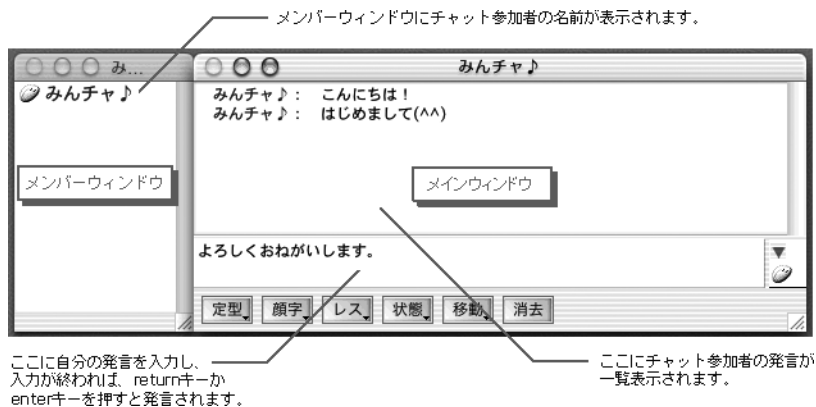 メンバーウィンドウにチャット参加者の名前が表示されます。
み...
みんチャ♪
みんチャ♪
みんチャ♪： こんにちは！
みんチャ♪： はじめまして(^^)
メンバーウィンドウ
メインウィンドウ
よろしくおねがいします。
定型 顔字 レス 状態 移動 消去
ここに自分の発言を入力し、
入力が終われば、returnキーか
enterキーを押すと発言されます。
ここにチャット参加者の発言が
一覧表示されます。